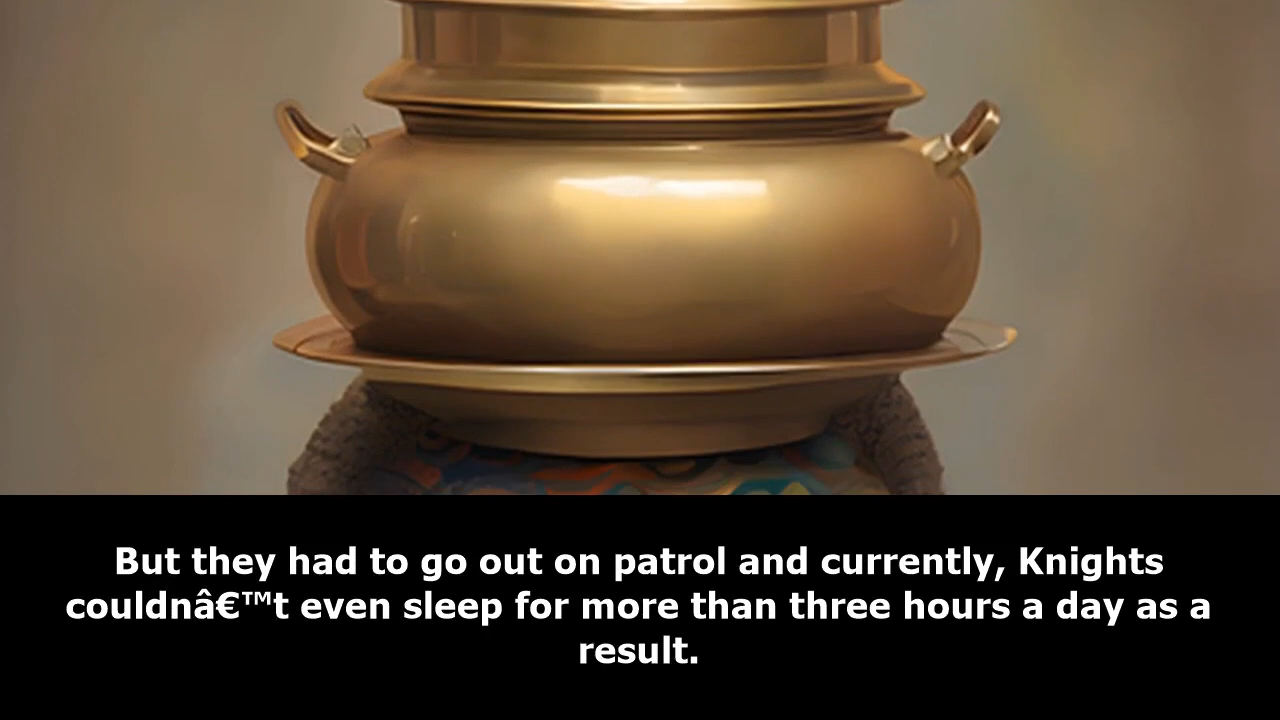 But they had to go out on patrol and currently, Knights
couldnâ€™t even sleep for more than three hours a day as a
result.